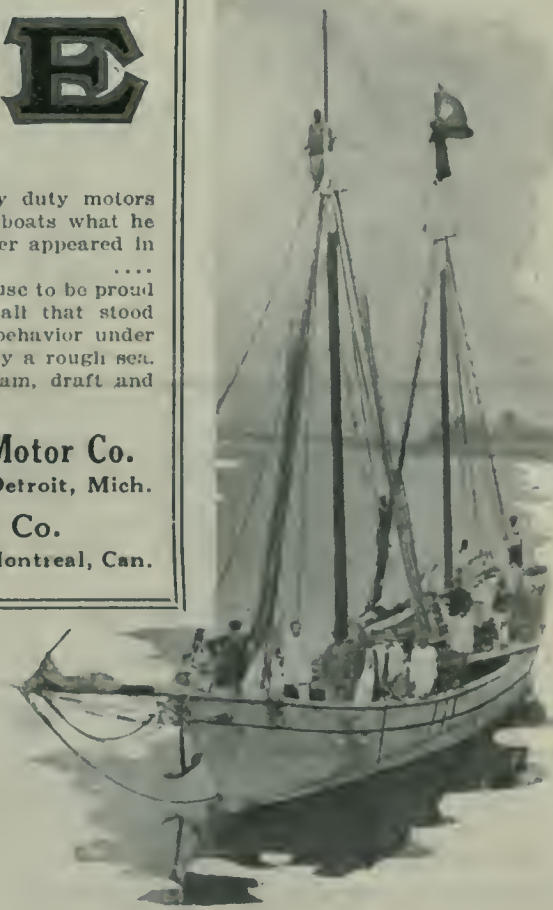 E
y duty motors
boats what he
er appeared in
....
use to be proud
all that stood
behavior under
y a rough sea.
am, draft and
Motor Co.
Detroit, Mich.
Co.
Montreal, Can.